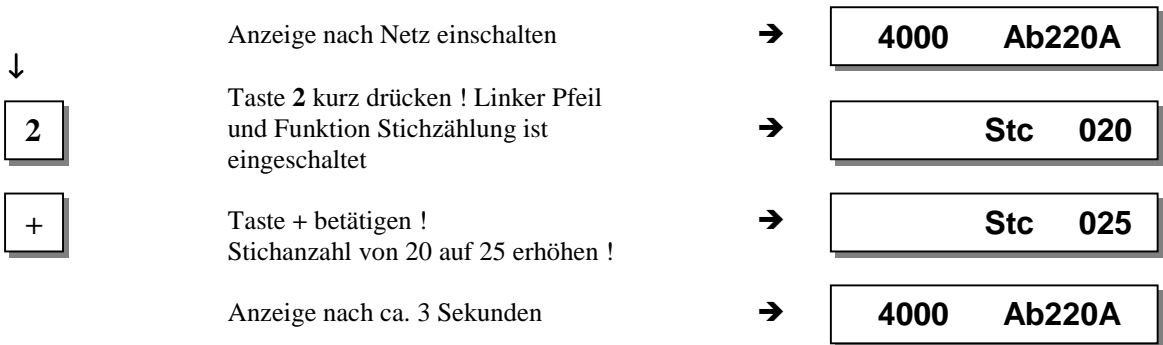 Anzeige nach Netz einschalten ➔ 4000 Ab220A
↓
2 Taste 2 kurz drücken ! Linker Pfeil
und Funktion Stichzählung ist ➔ Stc 020
eingeschaltet
+ Taste + betätigen ! ➔ Stc 025
Stichanzahl von 20 auf 25 erhöhen !
Anzeige nach ca. 3 Sekunden ➔ 4000 Ab220A